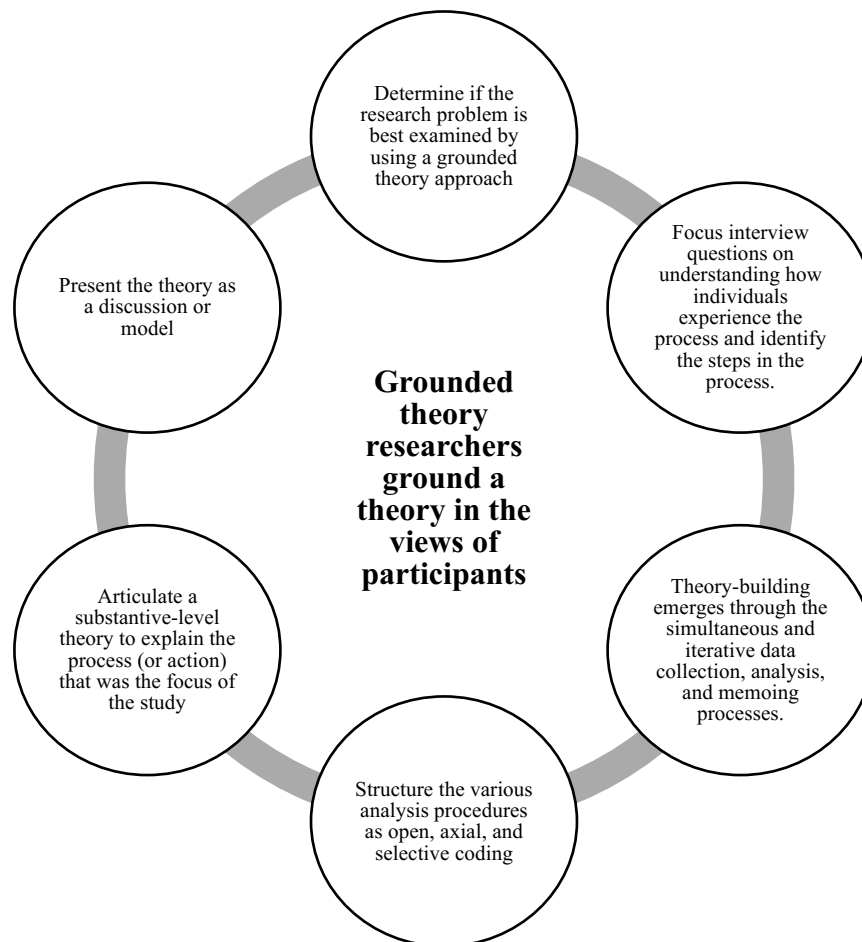 Determine if the
research problem is
best examined by
using a grounded
theory approach
Focus interview
questions on
understanding how
individuals
experience the
process and identify
the steps in the
process.
Theory-building
emerges through the
simultaneous and
iterative data
collection, analysis,
and memoing
processes.
Structure the various
analysis procedures
as open, axial, and
selective coding
Articulate a
substantive-level
theory to explain the
process (or action)
that was the focus of
the study
Present the theory as
a discussion or
model
Grounded
theory
researchers
ground a
theory in the
views of
participants